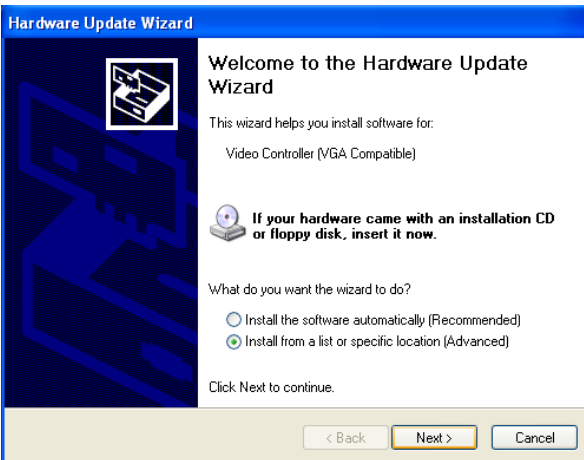 Hardware Update Wizard
Welcome to the Hardware Update
Wizard
This wizard helps you install software for:
Video Controller (VGA Compatible)
If your hardware came with an installation CD
or floppy disk, insert it now.
What do you want the wizard to do?
Install the software automatically (Recommended)
Install from a list or specific location (Advanced)
Click Next to continue.
< Back
Next >
Cancel